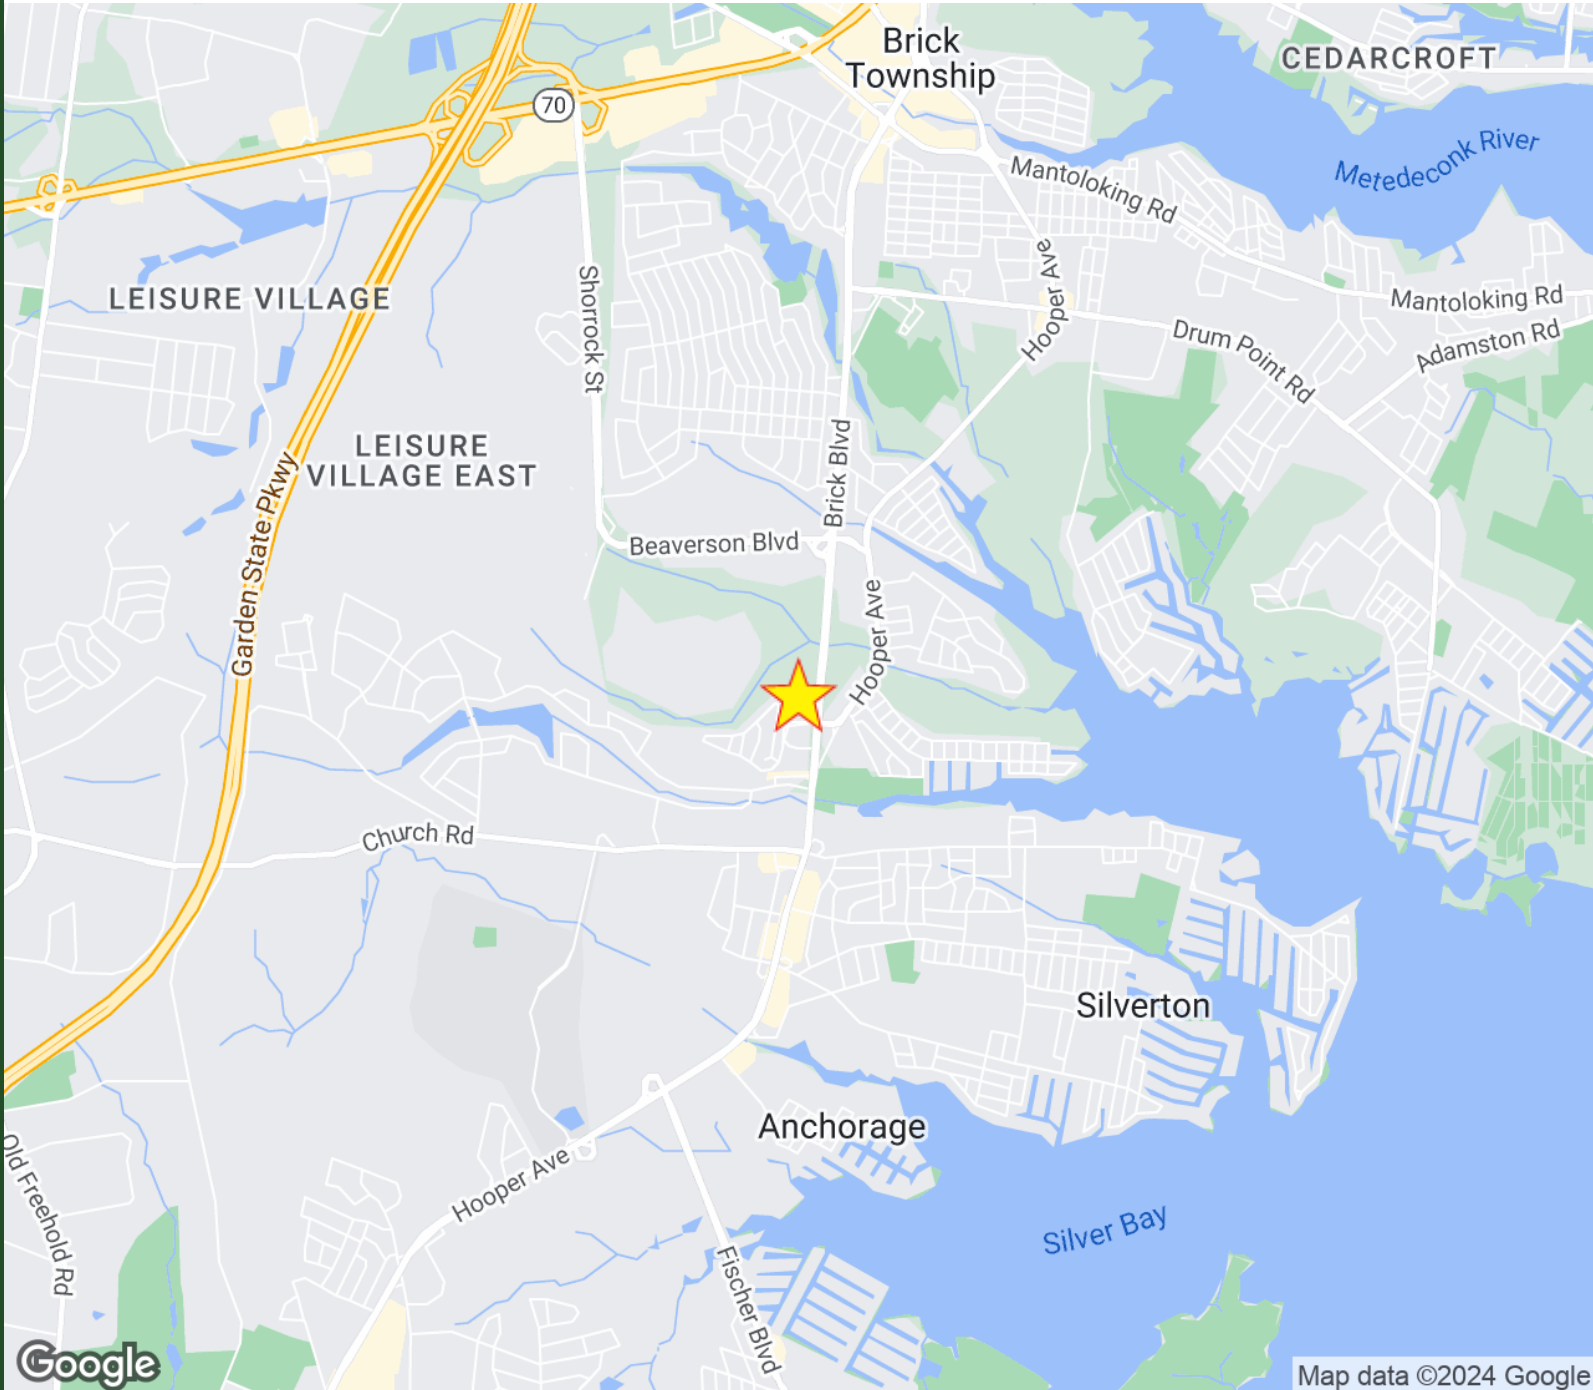 Brick
Township
CEDARCROFT
70
Metedeconk River
Mantoloking Rd
Hooper Ave
Shorrock St
LEISURE VILLAGE
Mantoloking Rd
Drum Point Rd
Adamston Rd
LEISURE
VILLAGE EAST
Brick Blvd
Garden State Pkwy
Beaverson Blvd
Hooper Ave
Church Rd
Silverton
Anchorage
Hooper Ave
Old Freehold Rd
Silver Bay
Fischer Blvd
Google
Map data ©2024 Google